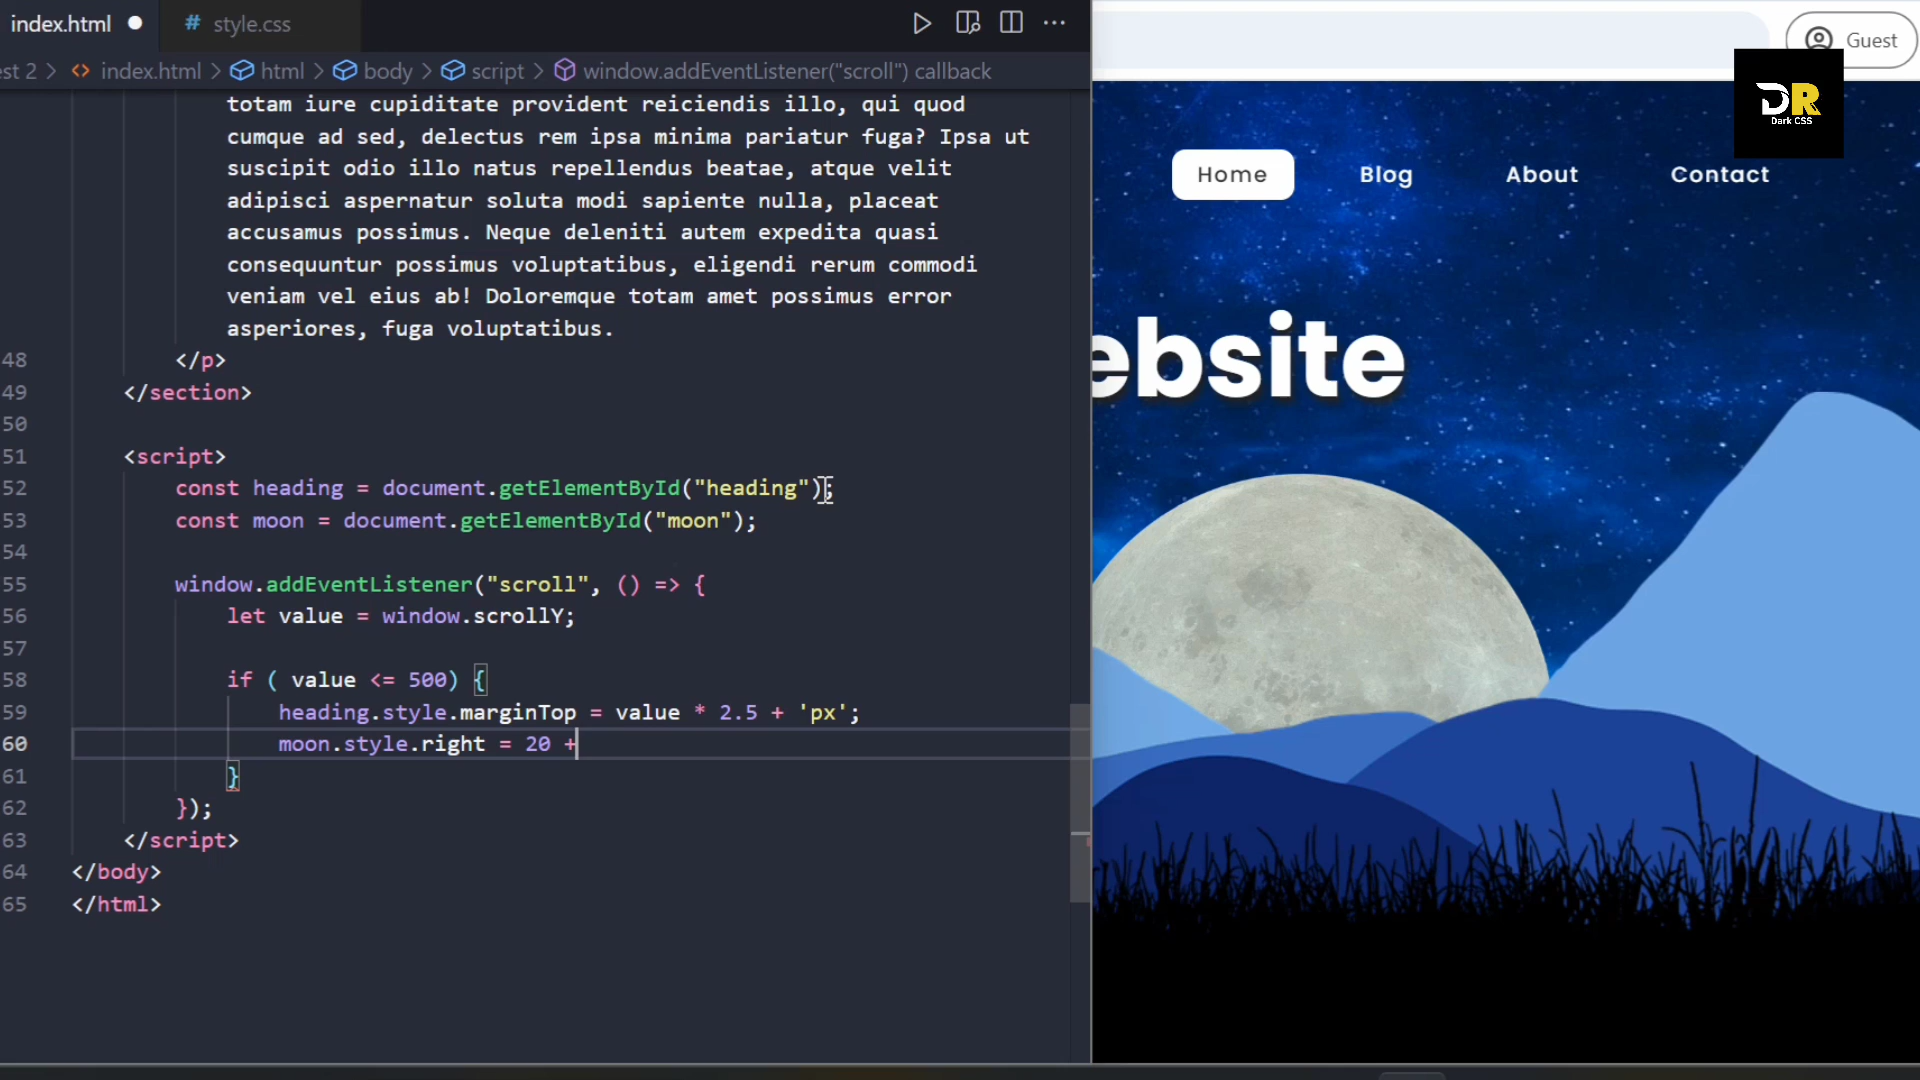 index.html
# style.css
Guest
est 2 > <> index.html > html > body > script > window.addEventListener("scroll") callback
DR
Dark CSS
totam iure cupiditate provident reiciendis illo, qui quod
cumque ad sed, delectus rem ipsa minima pariatur fuga? Ipsa ut
suscipit odio illo natus repellendus beatae, atque velit
adipisci aspernatur soluta modi sapiente nulla, placeat
accusamus possimus. Neque deleniti autem expedita quasi
consequuntur possimus voluptatibus, eligendi rerum commodi
veniam vel eius ab! Doloremque totam amet possimus error
asperiores, fuga voluptatibus.
48 </p>
49 </section>
50
51 <script>
52 const heading = document.getElementById("heading");
53 const moon = document.getElementById("moon");
54
55 window.addEventListener("scroll", () => {
56 let value = window.scrollY;
57
58 if ( value <= 500) {
59 heading.style.marginTop = value * 2.5 + 'px';
60 moon.style.right = 20 +
61 }
62 });
63 </script>
64 </body>
65 </html>
Home Blog About Contact
ebsite